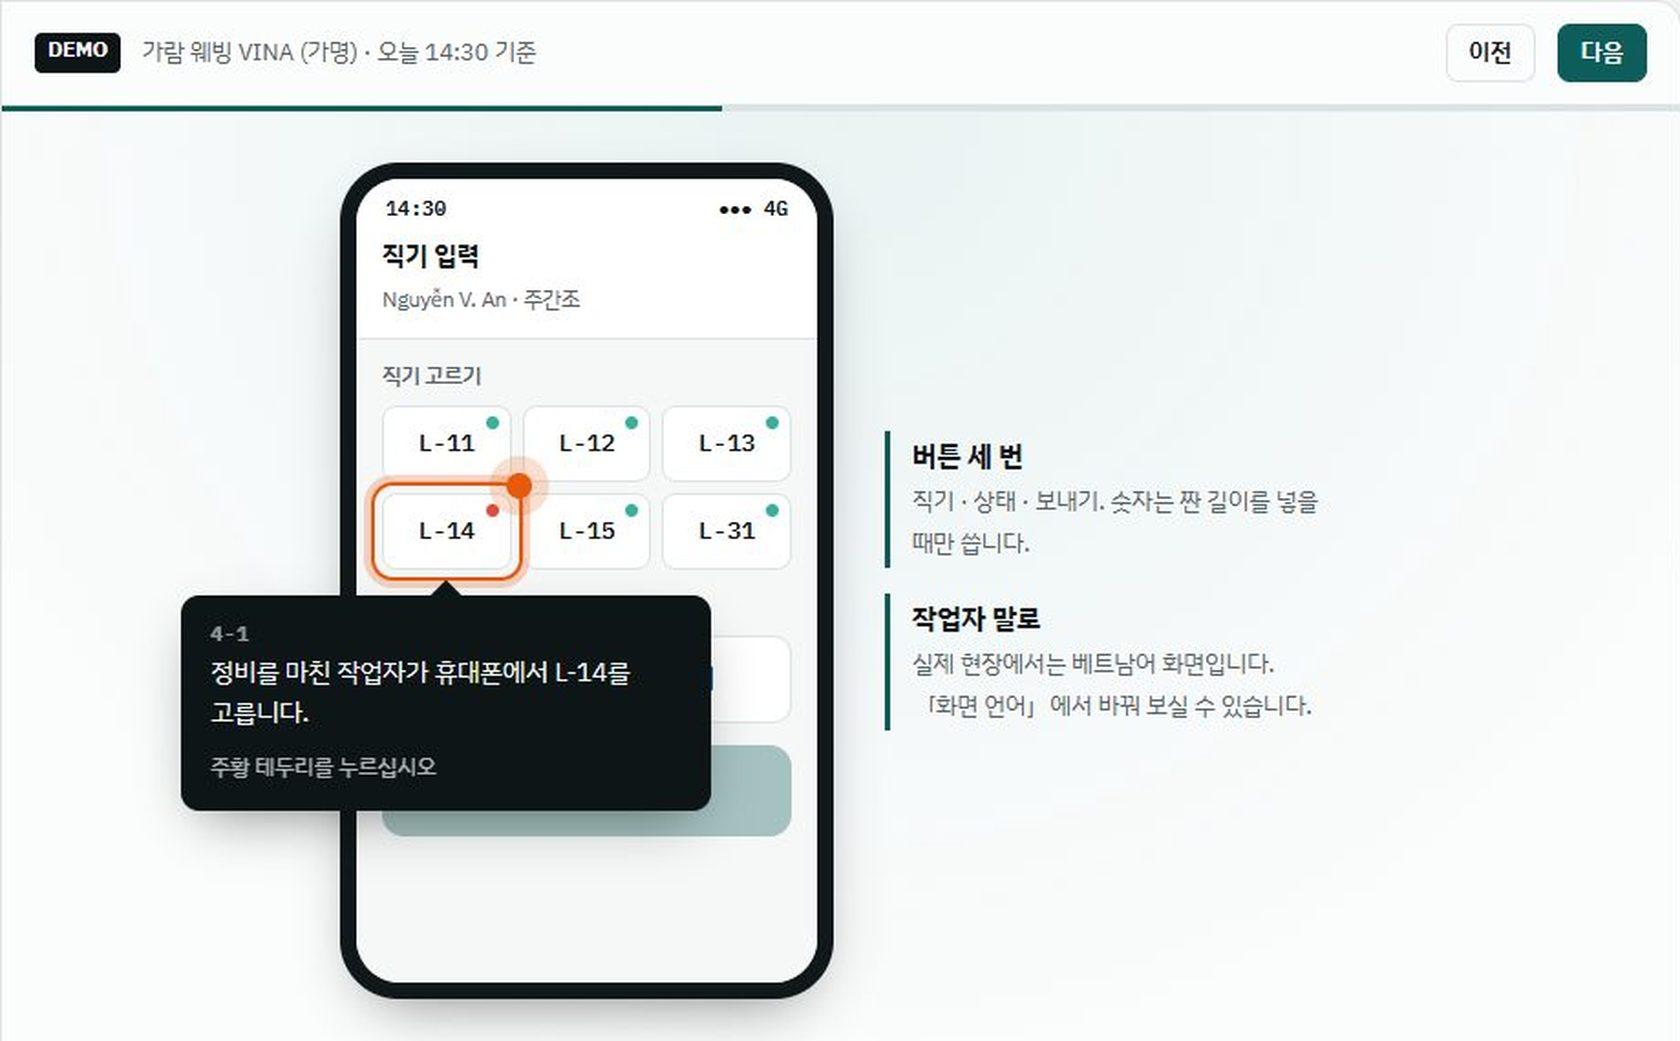 DEMO 가람 웨빙 VINA (가명) · 오늘 14:30 기준
이전
다음
14:30
••• 4G
직기 입력
Nguyễn V. An · 주간조
직기 고르기
L-11 L-12 L-13
L-14 L-15 L-31
4-1
정비를 마친 작업자가 휴대폰에서 L-14를
고릅니다.
주황 테두리를 누르십시오
버튼 세 번
직기 · 상태 · 보내기. 숫자는 짠 길이를 넣을
때만 씁니다.
작업자 말로
실제 현장에서는 베트남어 화면입니다.
「화면 언어」에서 바꿔 보실 수 있습니다.